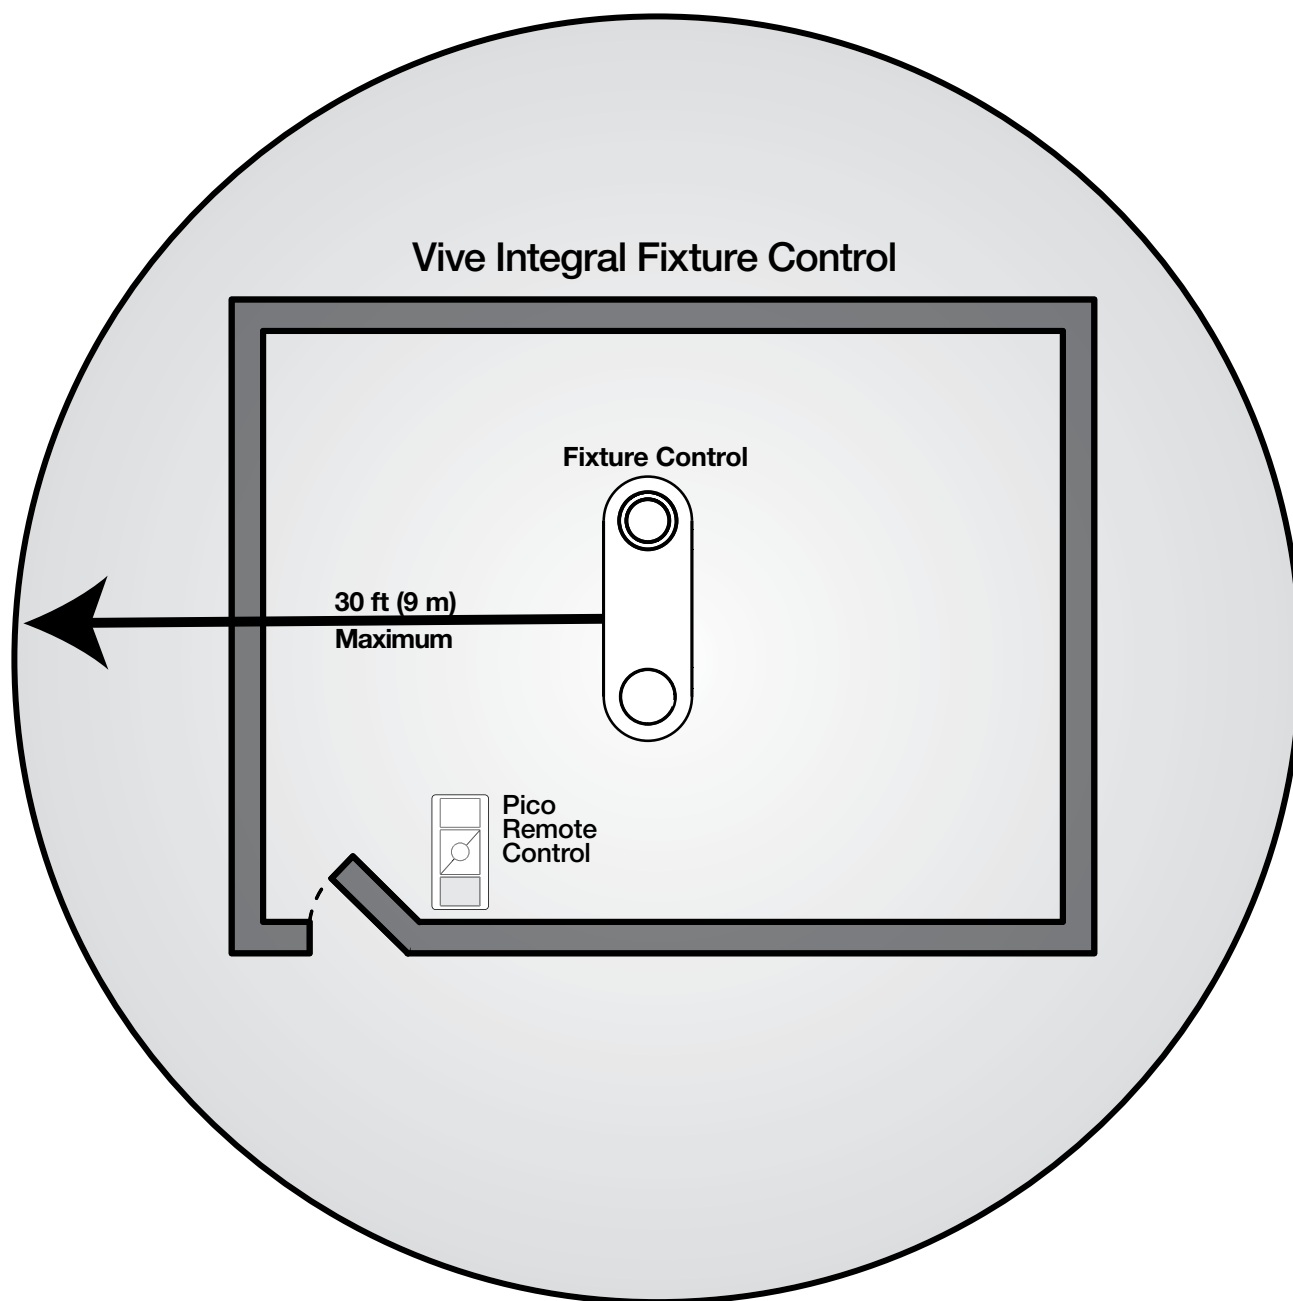 Vive Integral Fixture Control
Fixture Control
30 ft (9 m)
Maximum
Pico
Remote
Control